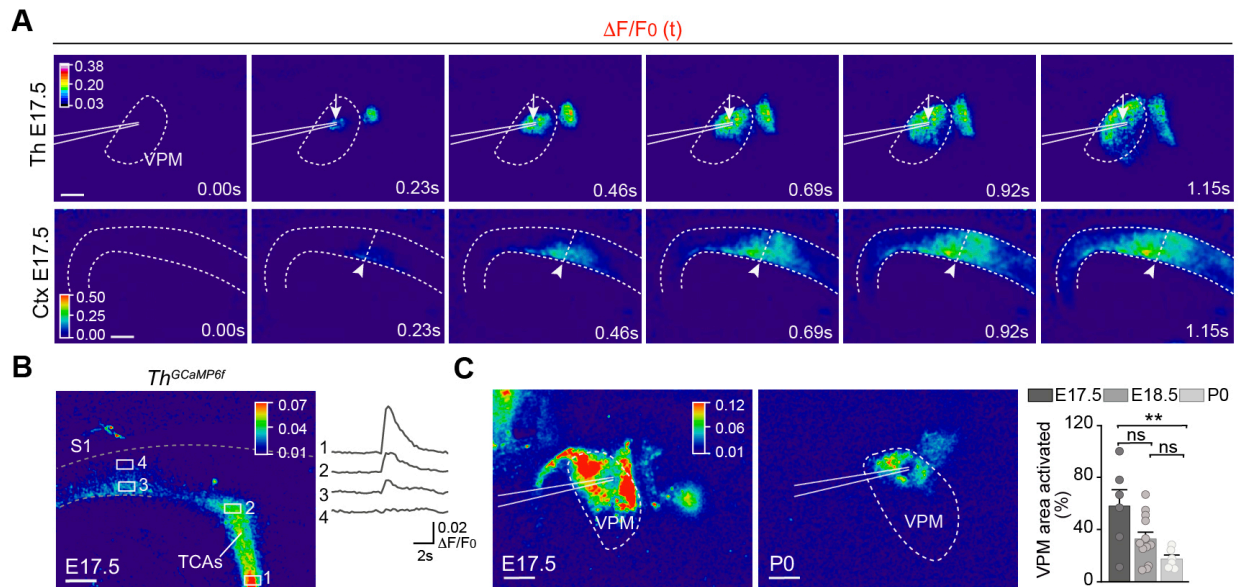 A
ΔF/F0 (t)
Th E17.5
0.38
0.20
0.03
VPM
0.00s
0.23s
0.46s
0.69s
0.92s
1.15s
Ctx E17.5
0.50
0.25
0.00
0.00s
0.23s
0.46s
0.69s
0.92s
1.15s
B
ThGCaMP6f
S1
0.07
0.04
0.01
4
3
2
TCAs
1
E17.5
1
2
3
4
0.02
ΔF/F0
2s
C
0.12
0.06
0.01
VPM
E17.5
VPM
P0
E17.5 E18.5 P0
120
80
40
0
VPM area activated
(%)
**
ns
ns